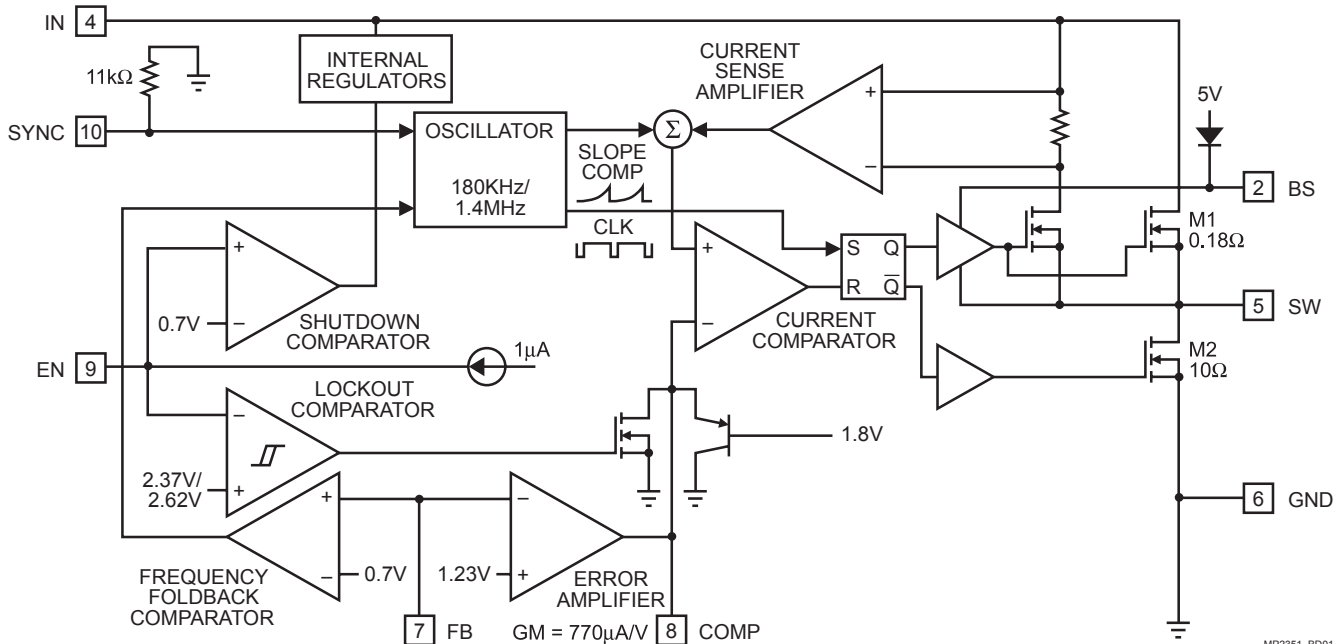 IN 4
INTERNAL
REGULATORS
CURRENT
SENSE
AMPLIFIER
+
−
11kΩ
5V
SYNC 10
OSCILLATOR
180KHz/
1.4MHz
Σ
SLOPE
COMP
CLK
2 BS
M1
0.18Ω
+
−
0.7V
SHUTDOWN
COMPARATOR
+
−
CURRENT
COMPARATOR
S Q
R Q̅
5 SW
M2
10Ω
EN 9
1µA
LOCKOUT
COMPARATOR
−
+
2.37V/
2.62V
1.8V
6 GND
+
−
0.7V
FREQUENCY
FOLDBACK
COMPARATOR
−
+
1.23V
ERROR
AMPLIFIER
7 FB
GM = 770µA/V
8 COMP
MP2351_BD01